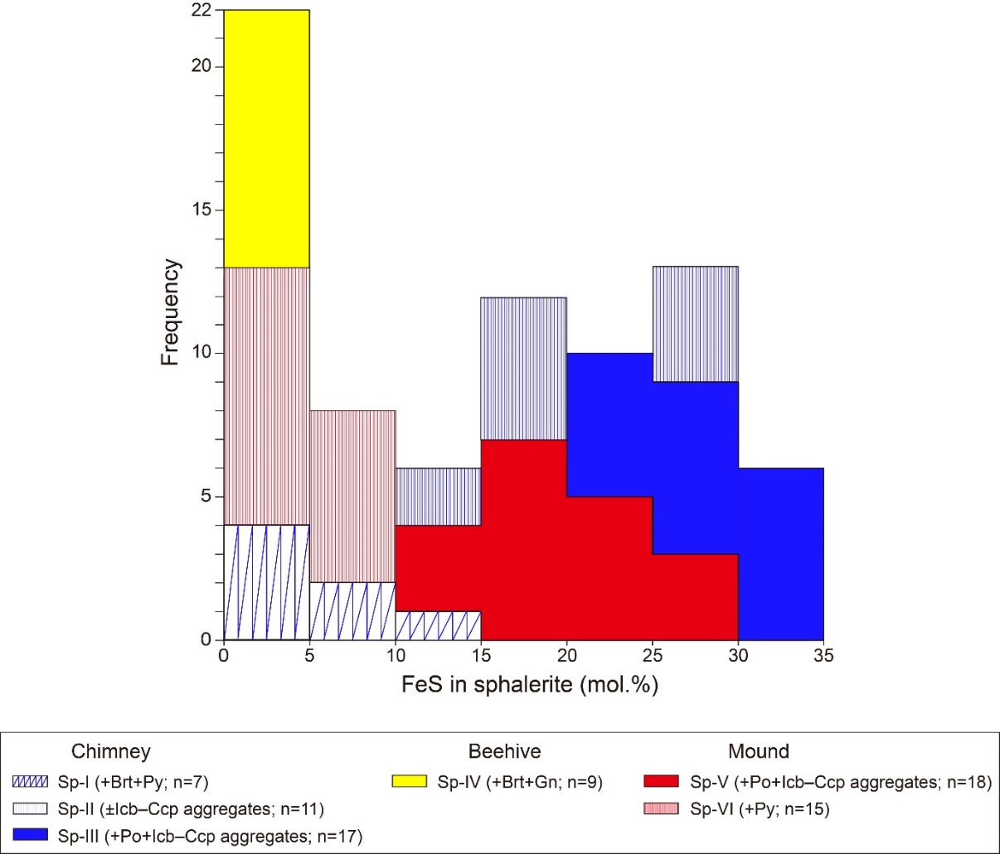 22
20
15
10
5
0
Frequency
0 5 10 15 20 25 30 35
FeS in sphalerite (mol.%)
Chimney Beehive Mound
Sp-I (+Brt+Py; n=7) Sp-IV (+Brt+Gn; n=9) Sp-V (+Po+Icb–Ccp aggregates; n=18)
Sp-II (±Icb–Ccp aggregates; n=11) Sp-VI (+Py; n=15)
Sp-III (+Po+Icb–Ccp aggregates; n=17)